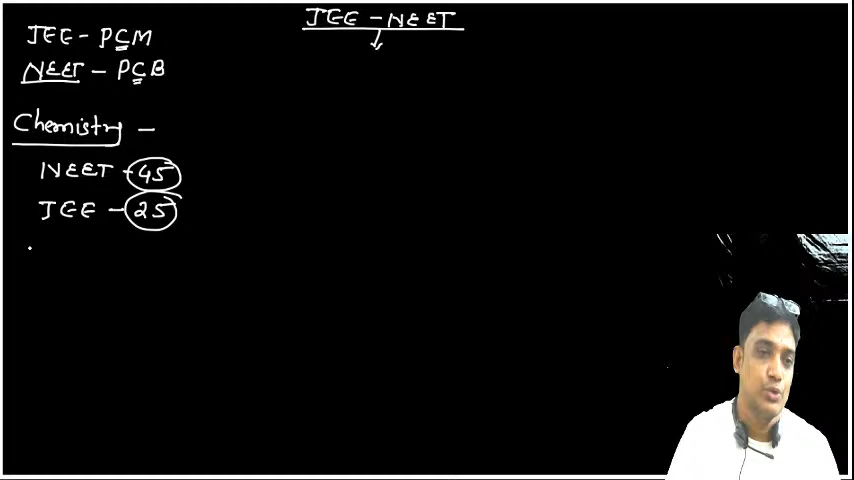 JEE - NEET
JEE - PCM
NEET - PCB
Chemistry -
NEET - 45
JEE - 25